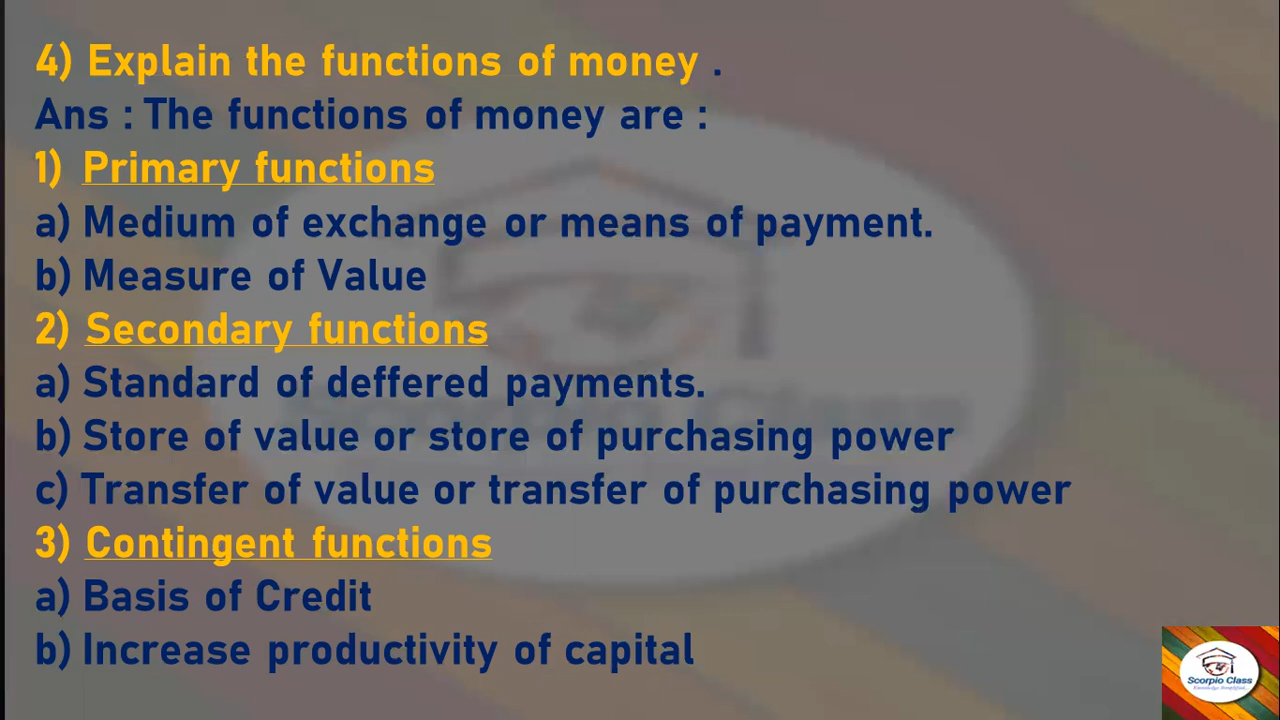 4) Explain the functions of money .
Ans : The functions of money are :
1) Primary functions
a) Medium of exchange or means of payment.
b) Measure of Value
2) Secondary functions
a) Standard of deffered payments.
b) Store of value or store of purchasing power
c) Transfer of value or transfer of purchasing power
3) Contingent functions
a) Basis of Credit
b) Increase productivity of capital
Scorpio Class
Knowledge Simplified...